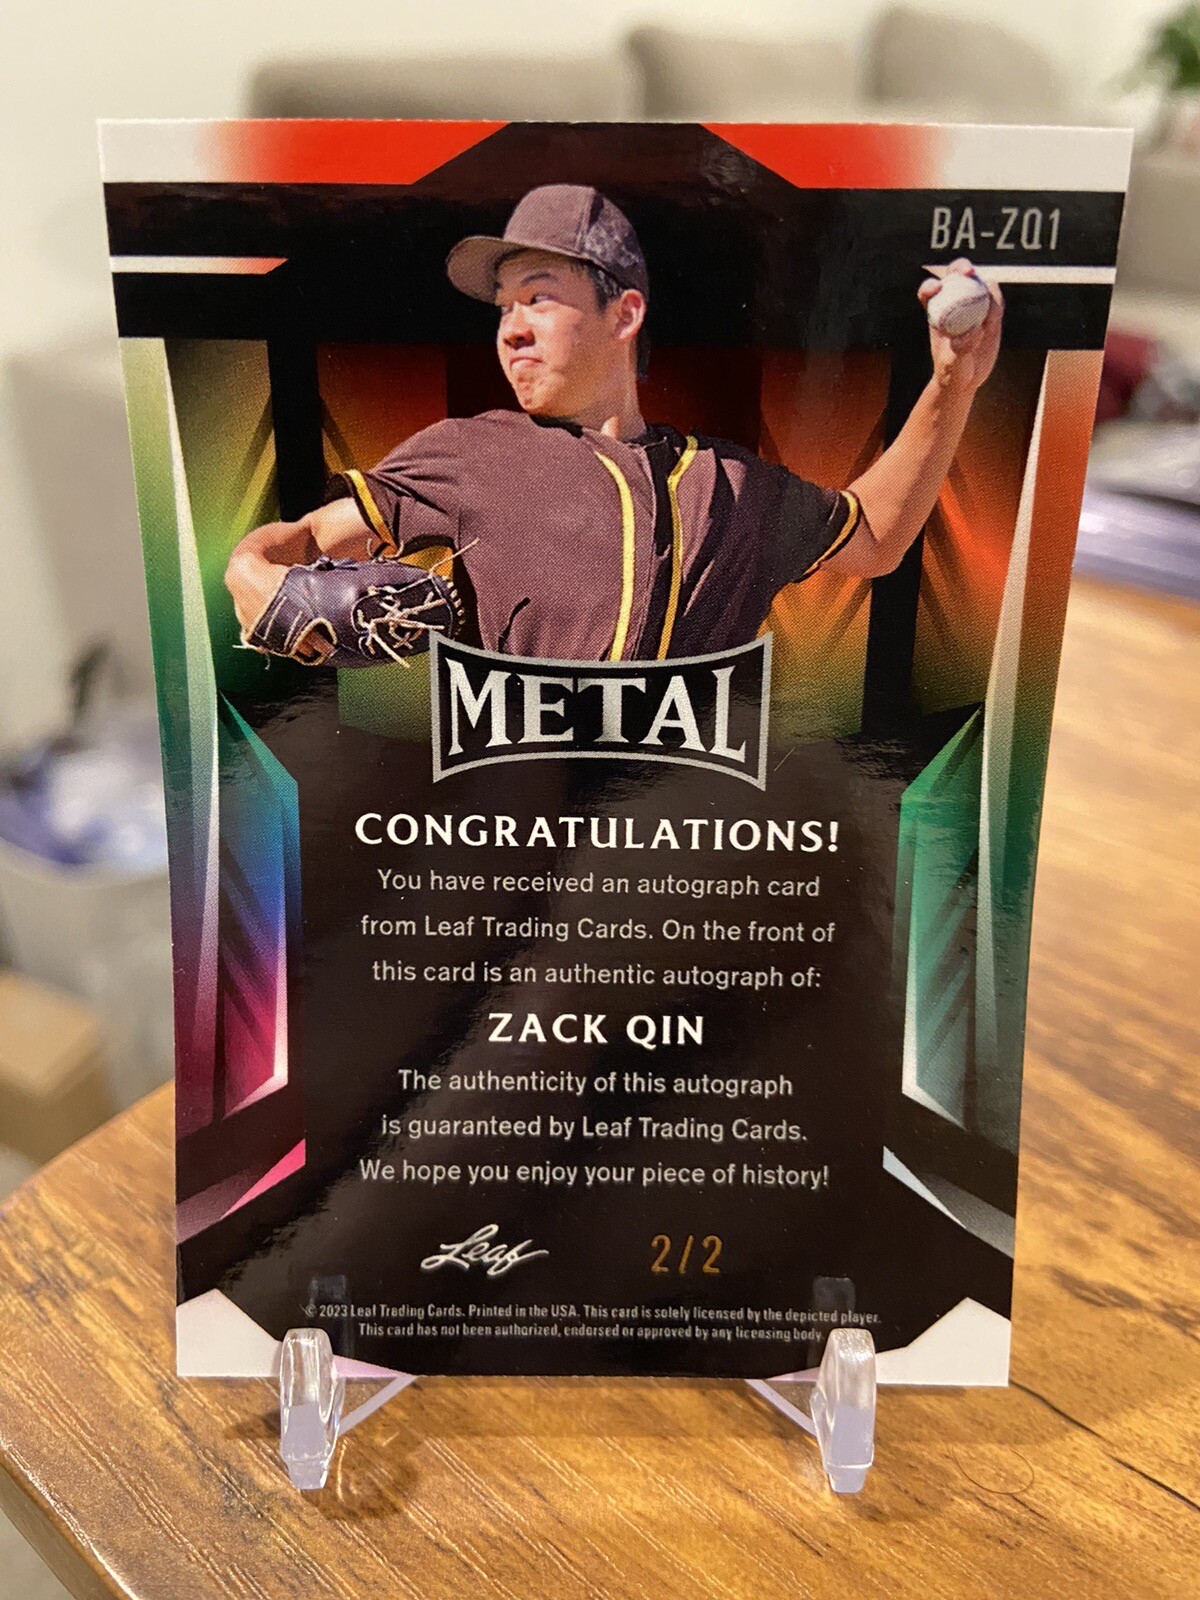 BA-ZQ1
METAL
CONGRATULATIONS!
You have received an autograph card
from Leaf Trading Cards. On the front of
this card is an authentic autograph of:
ZACK QIN
The authenticity of this autograph
is guaranteed by Leaf Trading Cards.
We hope you enjoy your piece of history!
Leaf 2/2
© 2023 Leaf Trading Cards. Printed in the USA. This card is solely licensed by the depicted player.
This card has not been authorized, endorsed or approved by any licensing body.